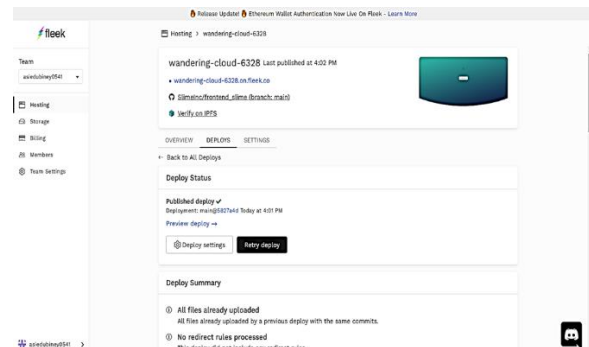 🔥 Release Update! 🔥 Ethereum Wallet Authentication Now Live On Fleek - Learn More
fleek
Hosting > wandering-cloud-6329
Team
asiedubiney0541
Hosting
Storage
Billing
Members
Team Settings
wandering-cloud-6329 Last published at 4:02 PM
wandering-cloud-6329.on.fleek.co
SlimeInc/frontend_slime (branch: main)
Verify on IPFS
OVERVIEW DEPLOYS SETTINGS
← Back to All Deploys
Deploy Status
Published deploy ✔
Deployment: main@5827e4d Today at 4:01 PM
Preview deploy →
Deploy settings
Retry deploy
Deploy Summary
All files already uploaded
All files already uploaded by a previous deploy with the same commits.
No redirect rules processed
asiedubiney0541